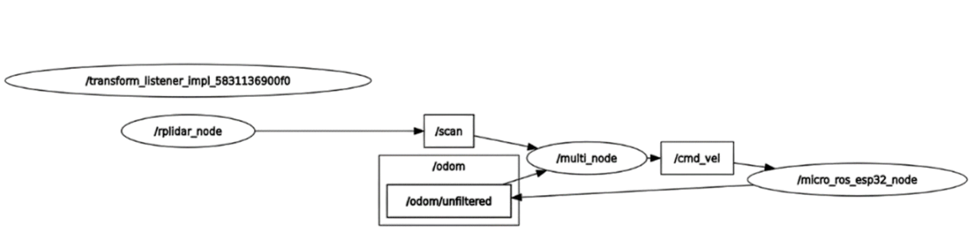 /transform_listener_impl_5831136900f0
/rplidar_node
/scan
/multi_node
/cmd_vel
/odom
/micro_ros_esp32_node
/odom/unfiltered